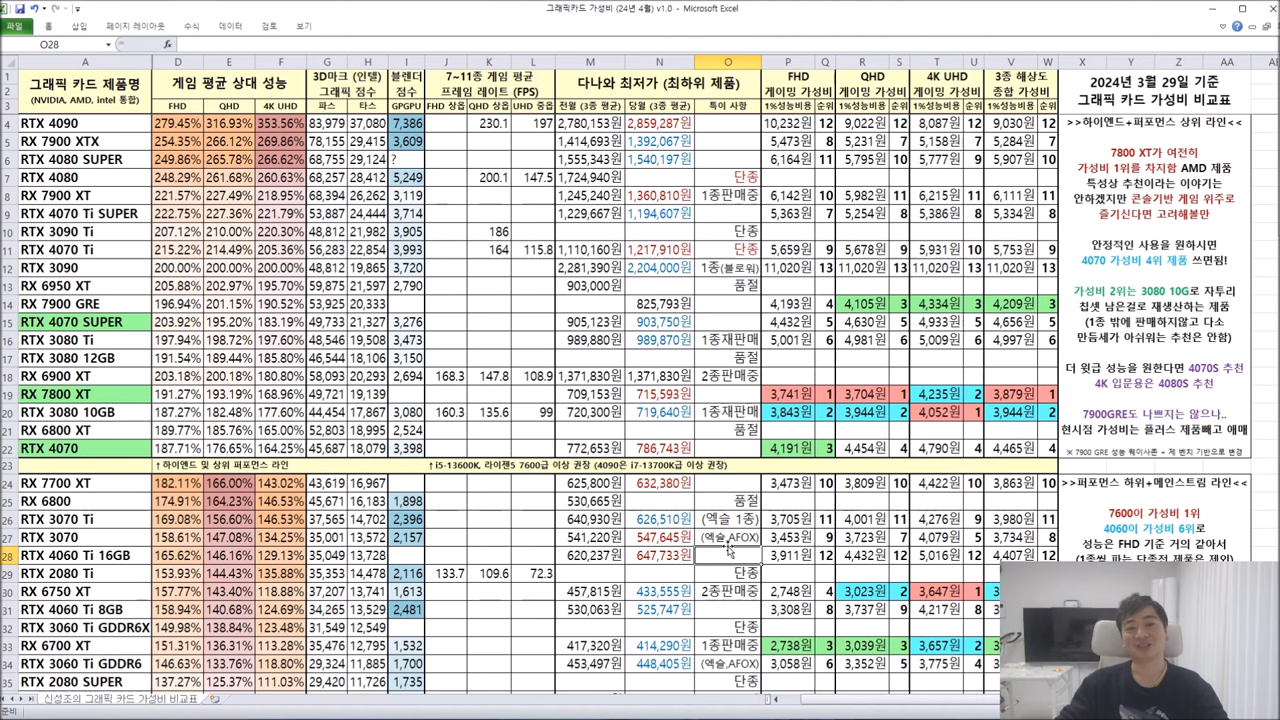 그래픽카드 가성비 (24년 4월) v1.0 - Microsoft Excel
파일 홈 삽입 페이지 레이아웃 수식 데이터 검토 보기
O28 fx
A D E F G H I J K L M N O P Q R S T U V W X Y Z AA
그래픽 카드 제품명 게임 평균 상대 성능 3D마크 (인텔) 블렌더 7~11종 게임 평균 다나와 최저가 (최하위 제품) FHD QHD 4K UHD 3종 해상도
그래픽 점수 점수 프레임 레이트 (FPS) 게이밍 가성비 게이밍 가성비 게이밍 가성비 종합 가성비
(NVIDIA, AMD, intel 통합) FHD QHD 4K UHD 파스 타스 GPGPU FHD 상옵 QHD 상옵 UHD 중옵 전월 (3종 평균) 당월 (3종 평균) 특이 사항 1%성능비용 순위 1%성능비용 순위 1%성능비용 순위 1%성능비용 순위
4 RTX 4090 279.45% 316.93% 353.56% 83,979 37,080 7,386 230.1 197 2,780,153원 2,859,287원 10,232원 12 9,022원 12 8,087원 12 9,030원 12
5 RX 7900 XTX 254.35% 266.12% 269.86% 78,155 29,415 3,609 1,414,693원 1,392,067원 5,473원 8 5,231원 7 5,158원 7 5,284원 7
6 RTX 4080 SUPER 249.86% 265.78% 266.62% 68,725 29,124 ? 1,555,343원 1,540,197원 6,164원 11 5,795원 10 5,777원 9 5,907원 10
7 RTX 4080 248.29% 261.68% 260.63% 68,257 28,412 5,249 200.1 147.5 1,724,940원 단종
8 RX 7900 XT 221.57% 227.44% 218.95% 68,375 26,462 3,119 1,245,240원 1,360,810원 1종판매중 6,142원 10 5,983원 11 6,215원 11 6,111원 11
9 RTX 4070 Ti SUPER 222.75% 227.36% 221.79% 53,887 24,444 3,714 1,229,667원 1,194,607원 5,363원 7 5,254원 8 5,386원 8 5,334원 8
10 RTX 3090 Ti 207.12% 210.00% 220.30% 48,812 21,982 3,905 186 단종
11 RTX 4070 Ti 215.22% 214.49% 205.36% 56,283 22,854 3,993 164 115.8 1,110,160원 1,217,910원 단종 5,659원 9 5,678원 9 5,931원 10 5,753원 9
12 RTX 3090 200.00% 200.00% 200.00% 48,812 19,865 3,720 2,281,390원 2,204,000원 1종(블로워) 11,020원 13 11,020원 13 11,020원 13 11,020원 13
13 RX 6950 XT 205.88% 202.97% 195.70% 57,865 21,597 2,790 903,000원 품절
14 RX 7900 GRE 196.94% 201.15% 190.52% 53,925 20,333 825,793원 4,193원 4 4,105원 3 4,334원 3 4,209원 3
15 RTX 4070 SUPER 203.92% 195.20% 183.19% 49,733 21,327 3,276 905,123원 903,750원 4,432원 5 4,630원 5 4,933원 5 4,656원 5
16 RTX 3080 Ti 197.94% 198.72% 197.60% 48,546 19,508 3,473 989,880원 989,870원 1종재판매 5,001원 6 4,981원 6 5,009원 6 4,997원 6
17 RTX 3080 12GB 191.54% 189.44% 185.80% 46,544 18,106 3,150 품절
18 RX 6900 XT 203.18% 200.18% 180.80% 58,093 20,293 2,694 168.3 147.8 108.9 1,371,830원 1,371,830원 2종판매중
19 RX 7800 XT 191.27% 193.19% 168.96% 49,721 19,139 709,153원 715,593원 3,741원 1 3,704원 1 4,235원 2 3,879원 1
20 RTX 3080 10GB 187.27% 182.48% 177.60% 44,454 17,867 3,080 160.3 135.6 99 720,300원 719,640원 1종재판매 3,843원 2 3,944원 2 4,052원 1 3,944원 2
21 RX 6800 XT 189.77% 185.76% 165.00% 52,803 18,995 2,524 품절
22 RTX 4070 187.71% 176.65% 164.25% 45,687 18,079 3,398 772,653원 786,743원 4,191원 3 4,454원 4 4,790원 4 4,465원 4
23 ↑하이엔드 및 상위 퍼포먼스 라인 ↑i5-13600K, 라이젠5 7600급 이상 권장 (4090은 i7-13700K급 이상 권장)
24 RX 7700 XT 182.11% 166.00% 143.02% 43,619 16,967 625,800원 632,380원 3,473원 10 3,809원 10 4,422원 10 3,863원 10
25 RX 6800 174.91% 164.23% 146.53% 45,671 16,183 1,898 530,665원 품절
26 RTX 3070 Ti 169.08% 156.60% 146.53% 37,565 14,702 2,396 640,930원 626,510원 (엑슬 1종) 3,705원 11 4,001원 11 4,276원 9 3,980원 11
27 RTX 3070 158.61% 147.08% 134.25% 35,001 13,672 2,157 541,220원 547,645원 (엑슬,AFOX) 3,453원 9 3,723원 7 4,079원 7 3,752원 9
28 RTX 4060 Ti 16GB 165.62% 146.16% 129.13% 35,049 13,728 620,237원 647,733원 3,911원 12 4,432원 12 5,016원 12 4,407원 12
29 RTX 2080 Ti 153.93% 144.43% 135.88% 35,353 14,478 2,116 133.7 109.6 72.3 단종
30 RX 6750 XT 157.77% 143.40% 118.88% 37,207 13,741 1,613 457,815원 433,555원 2종판매중 2,748원 4 3,023원 2 3,647원 1
31 RTX 4060 Ti 8GB 158.94% 140.68% 124.69% 34,265 13,529 2,481 530,063원 525,747원 3,308원 8 3,737원 9 4,217원 8
32 RTX 3060 Ti GDDR6X 149.98% 138.84% 123.48% 31,549 12,549 단종
33 RX 6700 XT 151.31% 136.31% 113.28% 35,476 12,795 1,532 417,320원 414,290원 1종판매중 2,738원 3 3,039원 3 3,657원 2
34 RTX 3060 Ti GDDR6 146.63% 133.76% 118.80% 29,324 11,885 1,700 453,497원 448,405원 (엑슬,AFOX) 3,058원 6 3,352원 5 3,775원 4
35 RTX 2080 SUPER 137.27% 125.37% 111.03% 29,420 11,726 1,735 단종
2024년 3월 29일 기준
그래픽 카드 가성비 비교표
>>하이엔드+퍼포먼스 상위 라인<<
7800 XT가 여전히
가성비 1위를 차지함 AMD 제품
특성상 추천이라는 이야기는
안하겠지만 콘솔기반 게임 위주로
즐기신다면 고려해볼만
안정적인 사용을 원하시면
4070 가성비 4위 제품 쓰면됨!
가성비 2위는 3080 10G로 자투리
칩셋 남은걸로 재생산하는 제품
(1종 밖에 판매하지않고 다소
만듬세가 아쉬워는 추천은 안함)
더 윗급 성능을 원한다면 4070S 추천
4K 입문용은 4080S 추천
7900GRE도 나쁘지는 않으나..
현시점 가성비는 플러스 제품빼고 애매
※ 7900 GRE 성능 퀘이사존 + 제 벤치 기반으로 변경
>>퍼포먼스 하위+메인스트림 라인<<
7600이 가성비 1위
4060이 가성비 6위로
성능은 FHD 기준 거의 같아서
신성조의 그래픽 카드 가성비 비교표
준비